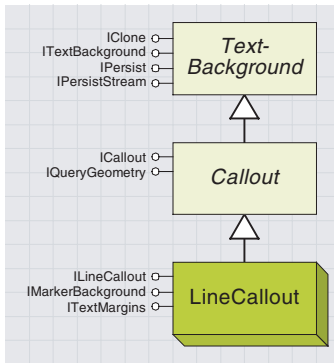 IClone
ITextBackground
IPersist
IPersistStream
Text-
Background
ICallout
IQueryGeometry
Callout
ILineCallout
IMarkerBackground
ITextMargins
LineCallout